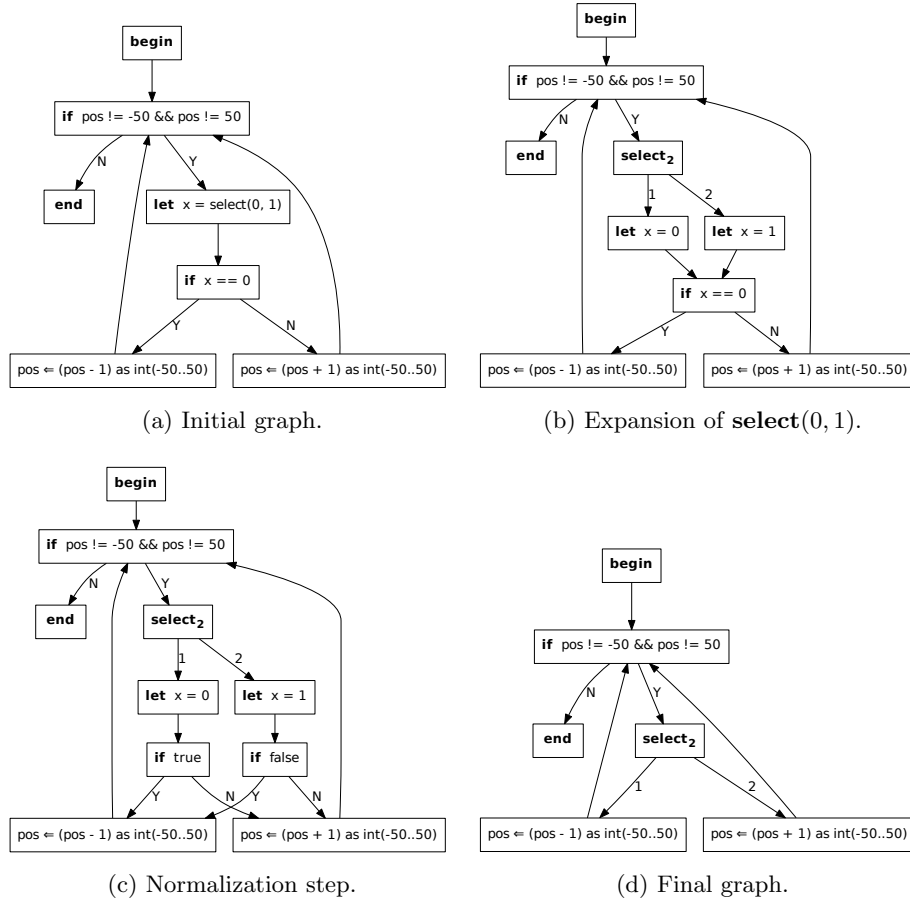 begin
if pos != -50 && pos != 50
N
Y
end
let x = select(0, 1)
if x == 0
Y
N
pos ⇐ (pos - 1) as int(-50..50)
pos ⇐ (pos + 1) as int(-50..50)
(a) Initial graph.
begin
if pos != -50 && pos != 50
N
Y
end
select2
1
2
let x = 0
let x = 1
if x == 0
Y
N
pos ⇐ (pos - 1) as int(-50..50)
pos ⇐ (pos + 1) as int(-50..50)
(b) Expansion of select(0, 1).
begin
if pos != -50 && pos != 50
N
Y
end
select2
1
2
let x = 0
let x = 1
if true
if false
Y
N
Y
N
pos ⇐ (pos - 1) as int(-50..50)
pos ⇐ (pos + 1) as int(-50..50)
(c) Normalization step.
begin
if pos != -50 && pos != 50
N
Y
end
select2
1
2
pos ⇐ (pos - 1) as int(-50..50)
pos ⇐ (pos + 1) as int(-50..50)
(d) Final graph.